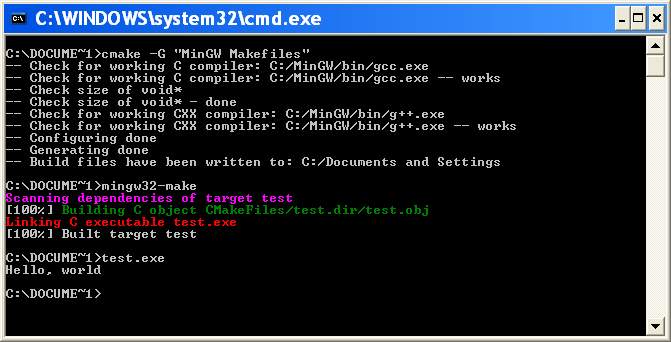 C:\WINDOWS\system32\cmd.exe
C:\DOCUME~1>cmake -G "MinGW Makefiles"
-- Check for working C compiler: C:/MinGW/bin/gcc.exe
-- Check for working C compiler: C:/MinGW/bin/gcc.exe -- works
-- Check size of void*
-- Check size of void* - done
-- Check for working CXX compiler: C:/MinGW/bin/g++.exe
-- Check for working CXX compiler: C:/MinGW/bin/g++.exe -- works
-- Configuring done
-- Generating done
-- Build files have been written to: C:/Documents and Settings
C:\DOCUME~1>mingw32-make
Scanning dependencies of target test
[100%] Building C object CMakeFiles/test.dir/test.obj
Linking C executable test.exe
[100%] Built target test
C:\DOCUME~1>test.exe
Hello, world
C:\DOCUME~1>